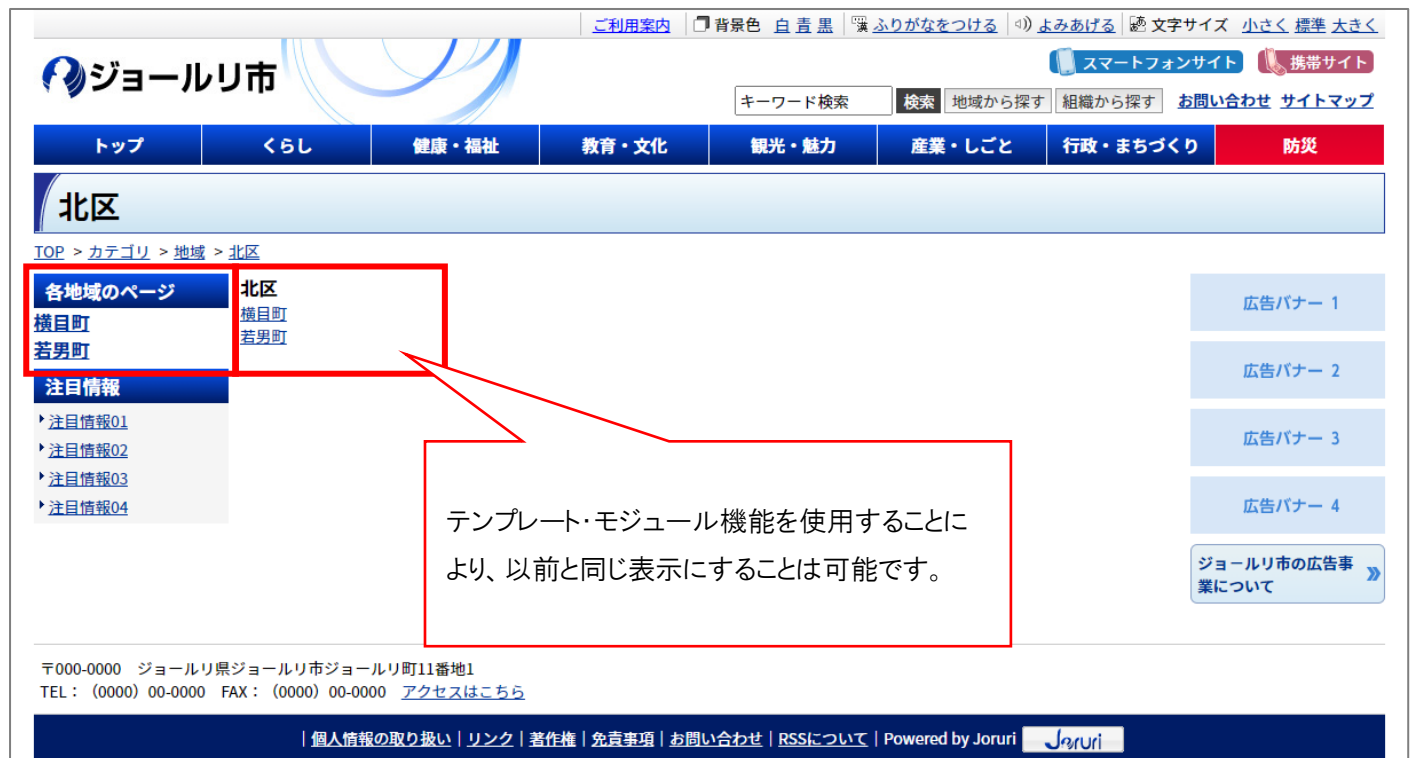 ご利用案内 背景色 白 青 黒 ふりがなをつける よみあげる 文字サイズ 小さく 標準 大きく
ジョールリ市
スマートフォンサイト 携帯サイト
キーワード検索 検索 地域から探す 組織から探す お問い合わせ サイトマップ
トップ くらし 健康・福祉 教育・文化 観光・魅力 産業・しごと 行政・まちづくり 防災
北区
TOP > カテゴリ > 地域 > 北区
各地域のページ
横目町
若男町
北区
横目町
若男町
注目情報
注目情報01
注目情報02
注目情報03
注目情報04
テンプレート・モジュール機能を使用することに
より、以前と同じ表示にすることは可能です。
広告バナー 1
広告バナー 2
広告バナー 3
広告バナー 4
ジョールリ市の広告事
業について
〒000-0000 ジョールリ県ジョールリ市ジョールリ町11番地1
TEL：（0000）00-0000 FAX：（0000）00-0000 アクセスはこちら
| 個人情報の取り扱い | リンク | 著作権 | 免責事項 | お問い合わせ | RSSについて | Powered by Joruri Joruri